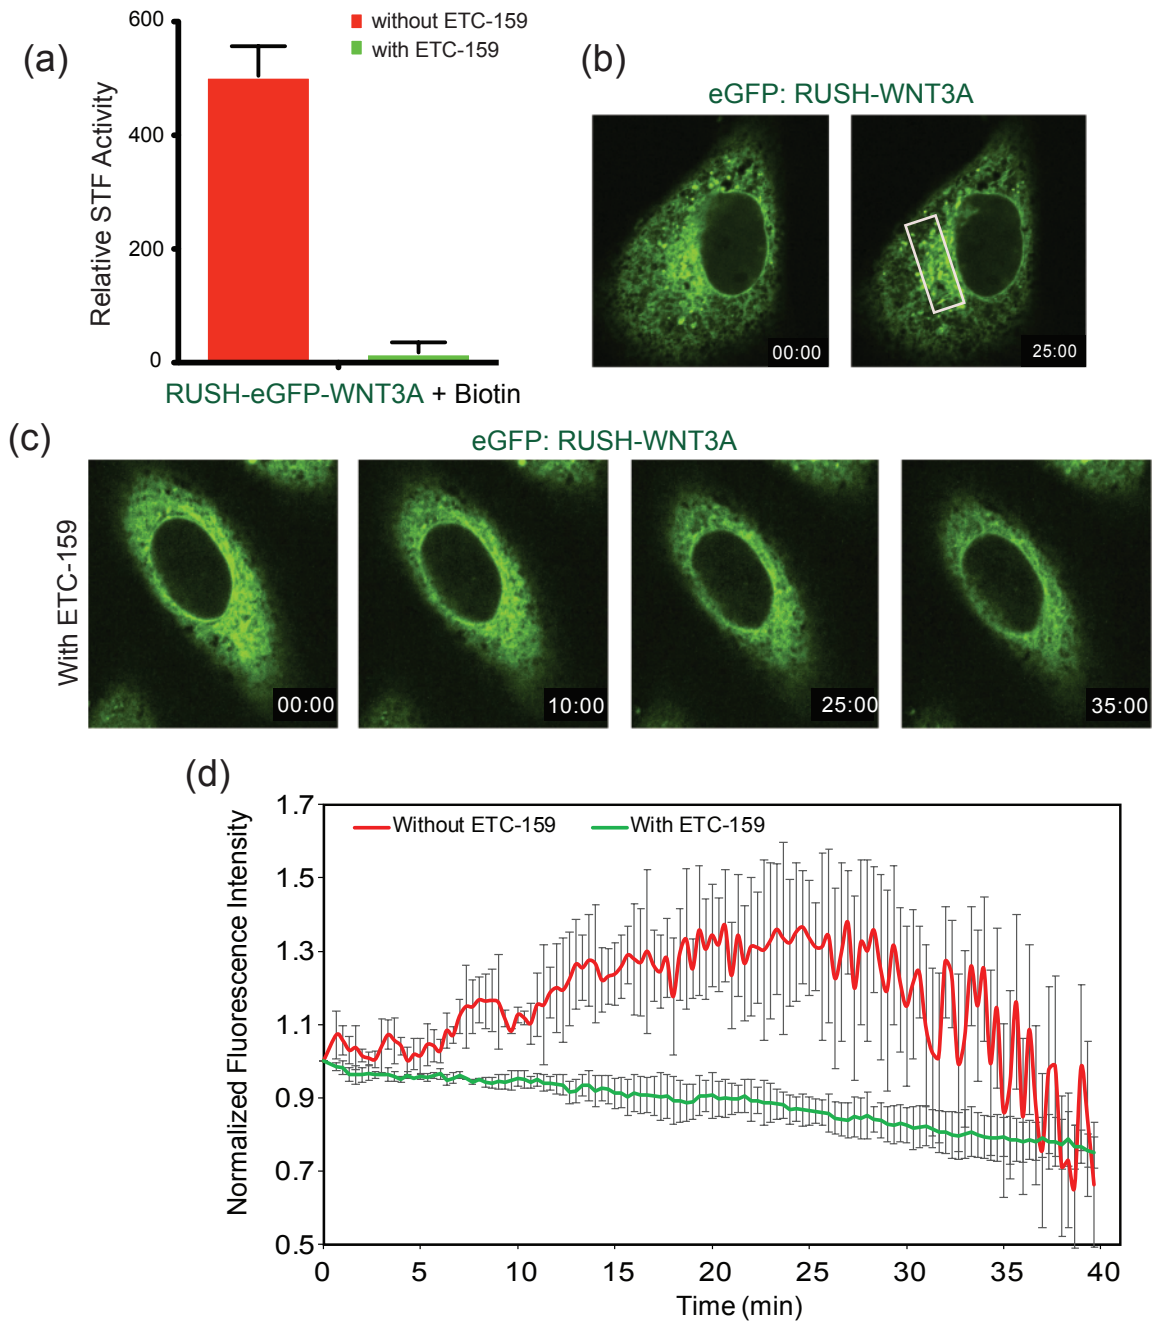 (a)
600
400
200
0
Relative STF Activity
without ETC-159
with ETC-159
RUSH-eGFP-WNT3A + Biotin
(b)
eGFP: RUSH-WNT3A
00:00
25:00
(c)
eGFP: RUSH-WNT3A
With ETC-159
00:00
10:00
25:00
35:00
(d)
1.7
1.5
1.3
1.1
0.9
0.7
0.5
Normalized Fluorescence Intensity
Without ETC-159
With ETC-159
0 5 10 15 20 25 30 35 40
Time (min)